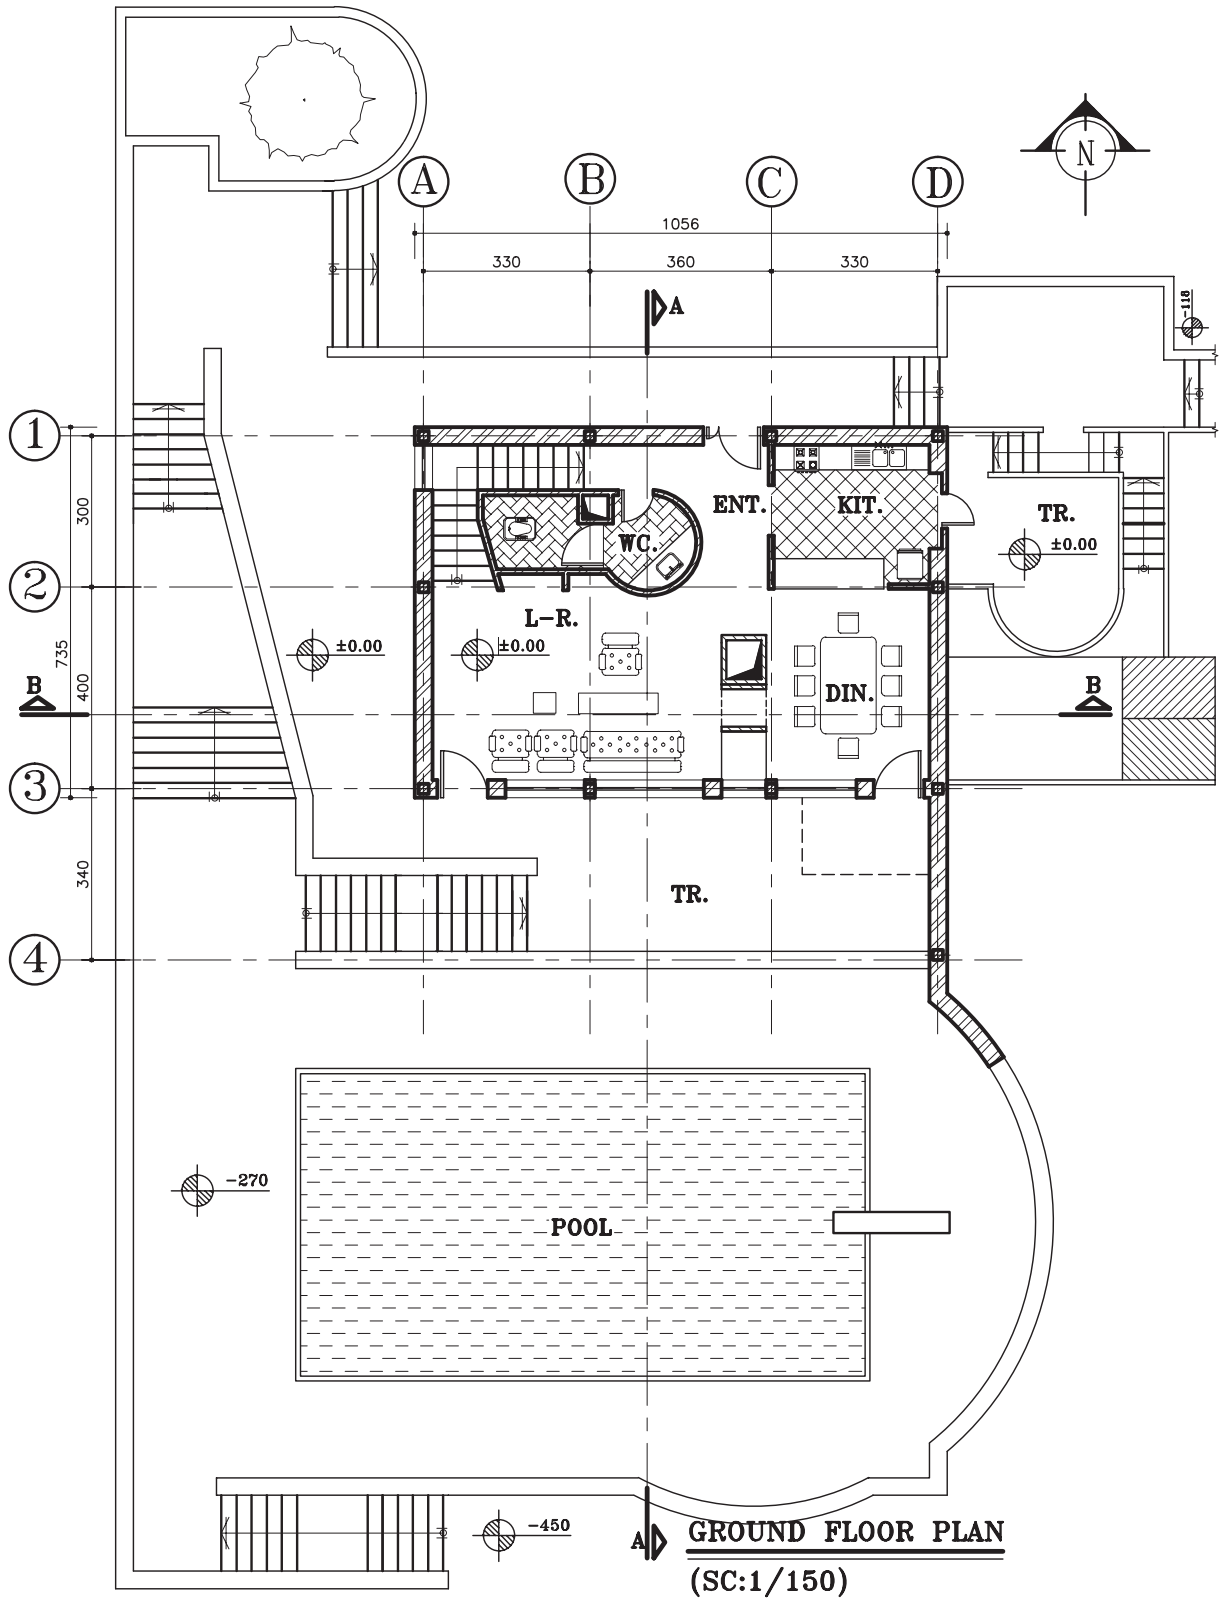 N
A
B
C
D
1056
330
360
330
A
-118
1
300
ENT.
KIT.
TR.
±0.00
WC.
2
L-R.
±0.00
±0.00
735
400
B
B
DIN.
3
340
TR.
4
-270
POOL
-450
A
GROUND FLOOR PLAN
(SC:1/150)